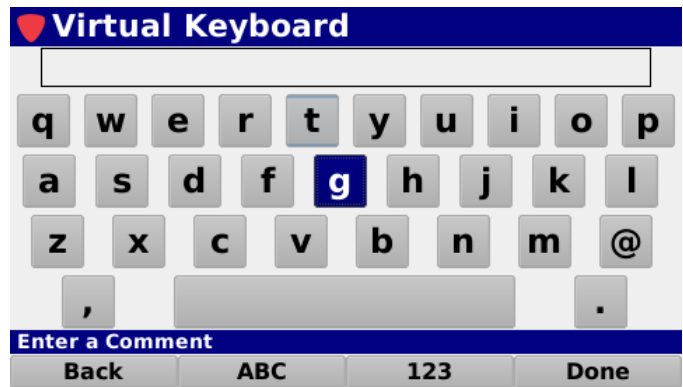 Virtual Keyboard
q w e r t y u i o p
a s d f g h j k l
z x c v b n m @
, .
Enter a Comment
Back ABC 123 Done